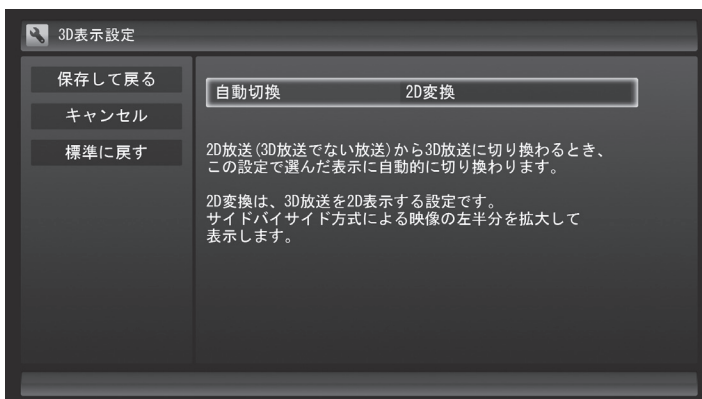 3D表示設定
保存して戻る
キャンセル
標準に戻す
自動切換 2D変換
2D放送(3D放送でない放送)から3D放送に切り換わるとき、
この設定で選んだ表示に自動的に切り換わります。
2D変換は、3D放送を2D表示する設定です。
サイドバイサイド方式による映像の左半分を拡大して
表示します。